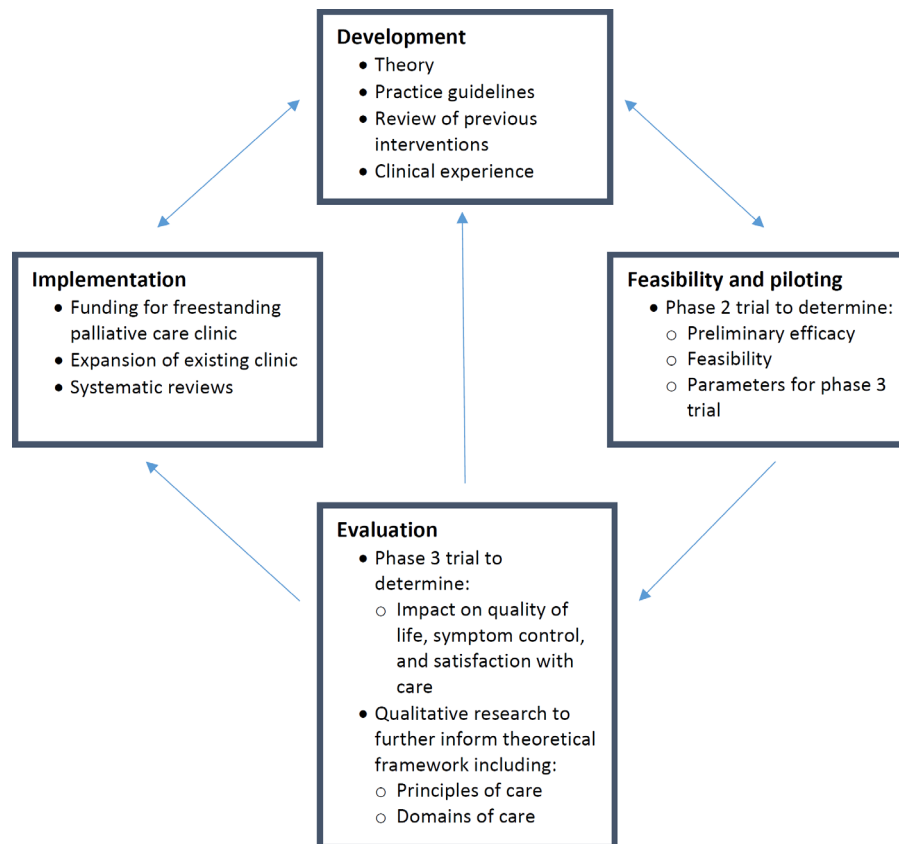 Development
• Theory
• Practice guidelines
• Review of previous
interventions
• Clinical experience
Implementation
• Funding for freestanding
palliative care clinic
• Expansion of existing clinic
• Systematic reviews
Feasibility and piloting
• Phase 2 trial to determine:
○ Preliminary efficacy
○ Feasibility
○ Parameters for phase 3
trial
Evaluation
• Phase 3 trial to
determine:
○ Impact on quality of
life, symptom control,
and satisfaction with
care
• Qualitative research to
further inform theoretical
framework including:
○ Principles of care
○ Domains of care